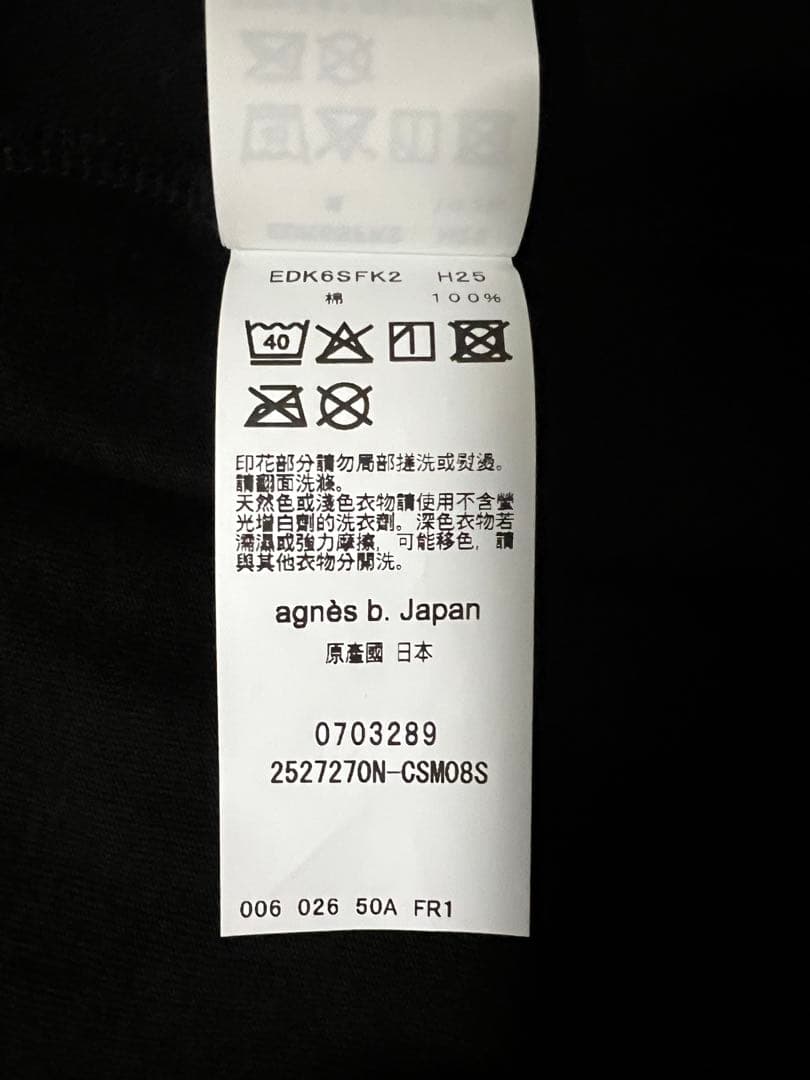 EDK6SFK2 H25
棉 100%
40
印花部分請勿局部搓洗或熨燙。
請翻面洗滌。
天然色或淺色衣物請使用不含螢
光增白劑的洗衣劑。深色衣物若
濡濕或強力摩擦,可能移色,請
與其他衣物分開洗。
agnès b. Japan
原產國 日本
0703289
2527270N-CSM08S
006 026 50A FR1